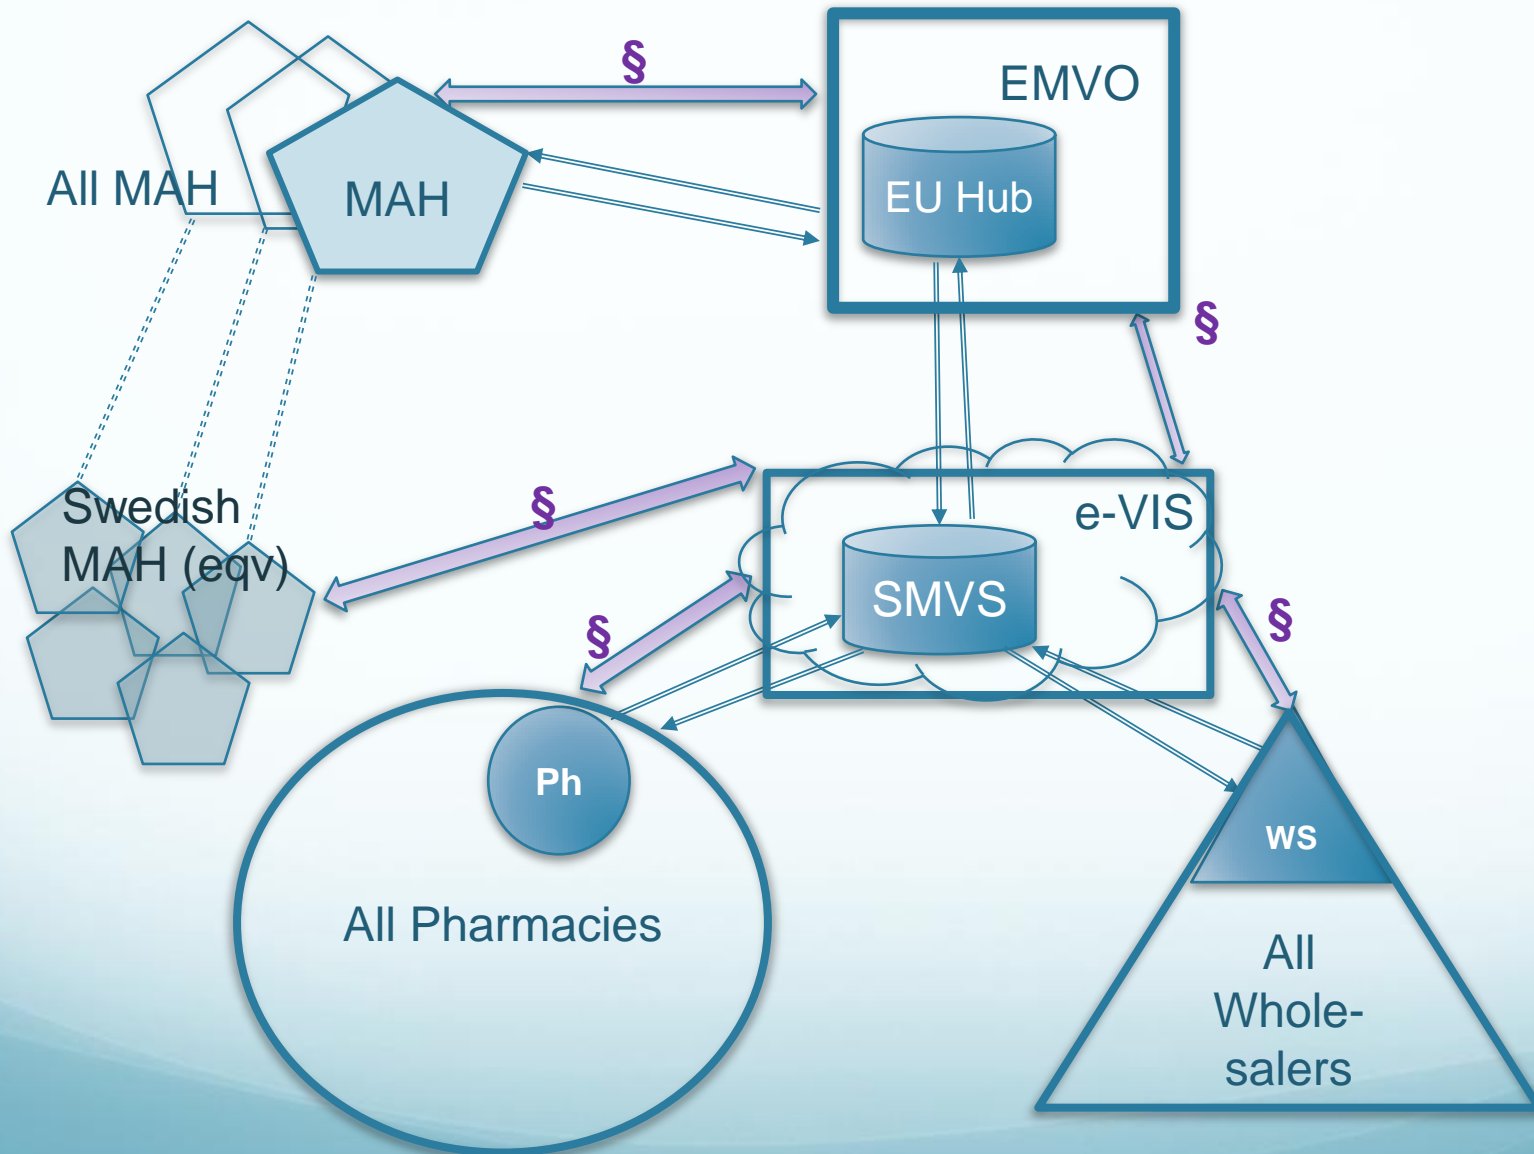 §
EMVO
All MAH
MAH
EU Hub
§
Swedish
MAH (eqv)
§
e-VIS
SMVS
§
§
Ph
WS
All Pharmacies
All
Whole-
salers